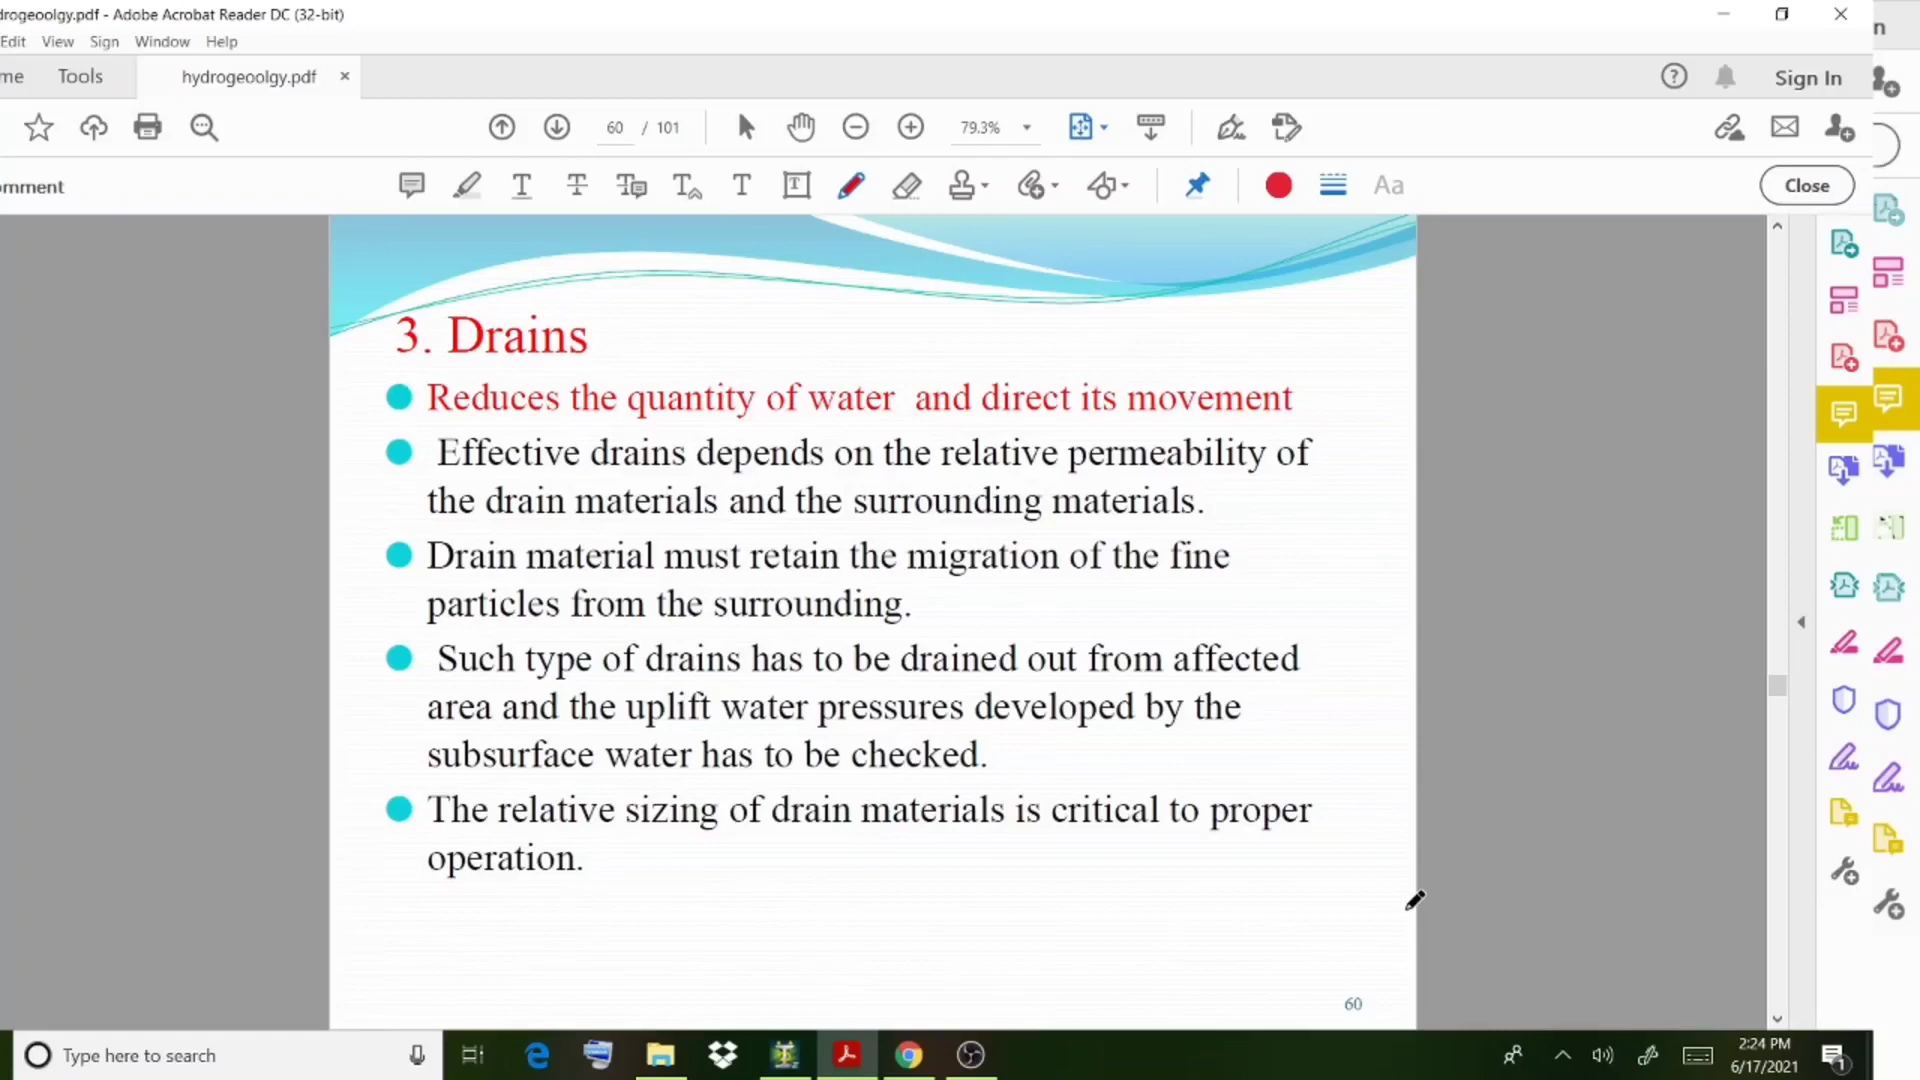 drogeoolgy.pdf - Adobe Acrobat Reader DC (32-bit)
Edit View Sign Window Help
me Tools hydrogeoolgy.pdf × Sign In
60 / 101 79.3%
omment Aa Close
3. Drains
Reduces the quantity of water and direct its movement
Effective drains depends on the relative permeability of
the drain materials and the surrounding materials.
Drain material must retain the migration of the fine
particles from the surrounding.
Such type of drains has to be drained out from affected
area and the uplift water pressures developed by the
subsurface water has to be checked.
The relative sizing of drain materials is critical to proper
operation.
60
Type here to search
2:24 PM
6/17/2021
1
n